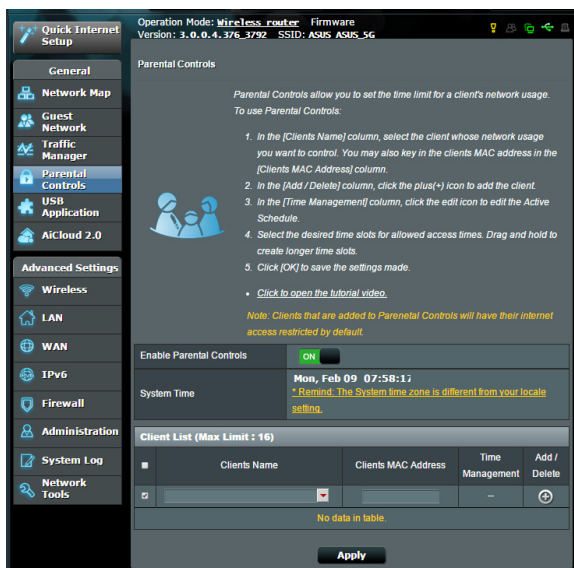 Quick Internet
Setup
Operation Mode: Wireless router Firmware
Version: 3.0.0.4.376_3792 SSID: ASUS ASUS_5G
General
Network Map
Guest
Network
Traffic
Manager
Parental
Controls
USB
Application
AiCloud 2.0
Advanced Settings
Wireless
LAN
WAN
IPv6
Firewall
Administration
System Log
Network
Tools
Parental Controls
Parental Controls allow you to set the time limit for a client's network usage.
To use Parental Controls:
1. In the [Clients Name] column, select the client whose network usage
you want to control. You may also key in the clients MAC address in the
[Clients MAC Address] column.
2. In the [Add / Delete] column, click the plus(+) icon to add the client.
3. In the [Time Management] column, click the edit icon to edit the Active
Schedule.
4. Select the desired time slots for allowed access times. Drag and hold to
create longer time slots.
5. Click [OK] to save the settings made.
• Click to open the tutorial video.
Note: Clients that are added to Parenetal Controls will have their internet
access restricted by default.
Enable Parental Controls ON
System Time
Mon, Feb 09 07:58:17
* Remind: The System time zone is different from your locale
setting.
Client List (Max Limit : 16)
Clients Name Clients MAC Address Time
Management Add /
Delete
--
No data in table.
Apply